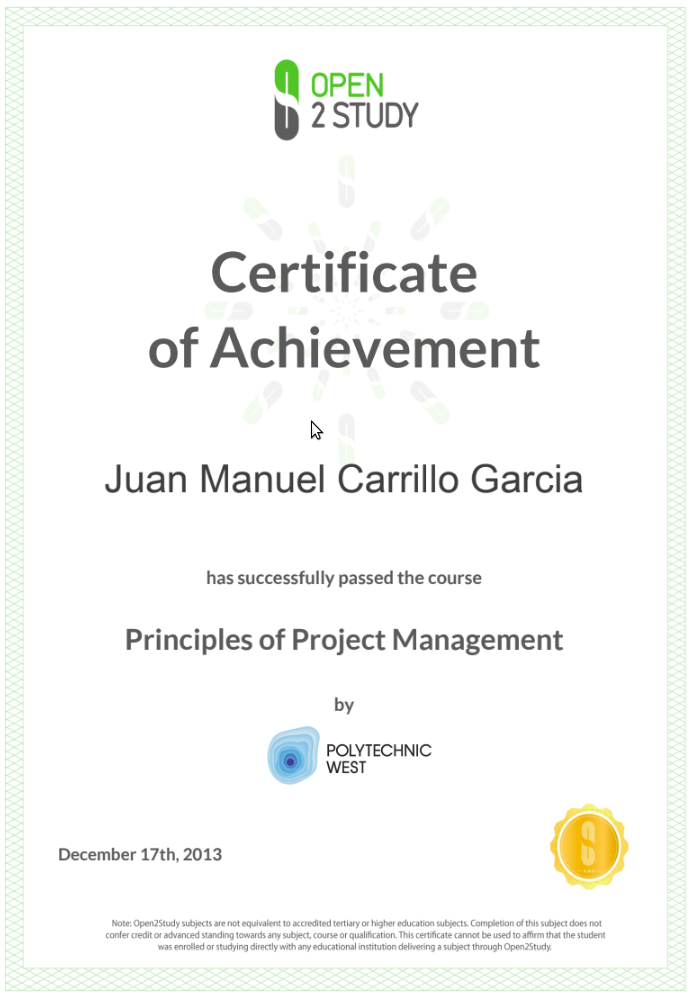 OPEN
2 STUDY
Certificate
of Achievement
Juan Manuel Carrillo Garcia
has successfully passed the course
Principles of Project Management
by
POLYTECHNIC
WEST
December 17th, 2013
Note: Open2Study subjects are not equivalent to accredited tertiary or higher education subjects. Completion of this subject does not
confer credit or advanced standing towards any subject, course or qualification. This certificate cannot be used to affirm that the student
was enrolled or studying directly with any educational institution delivering a subject through Open2Study.